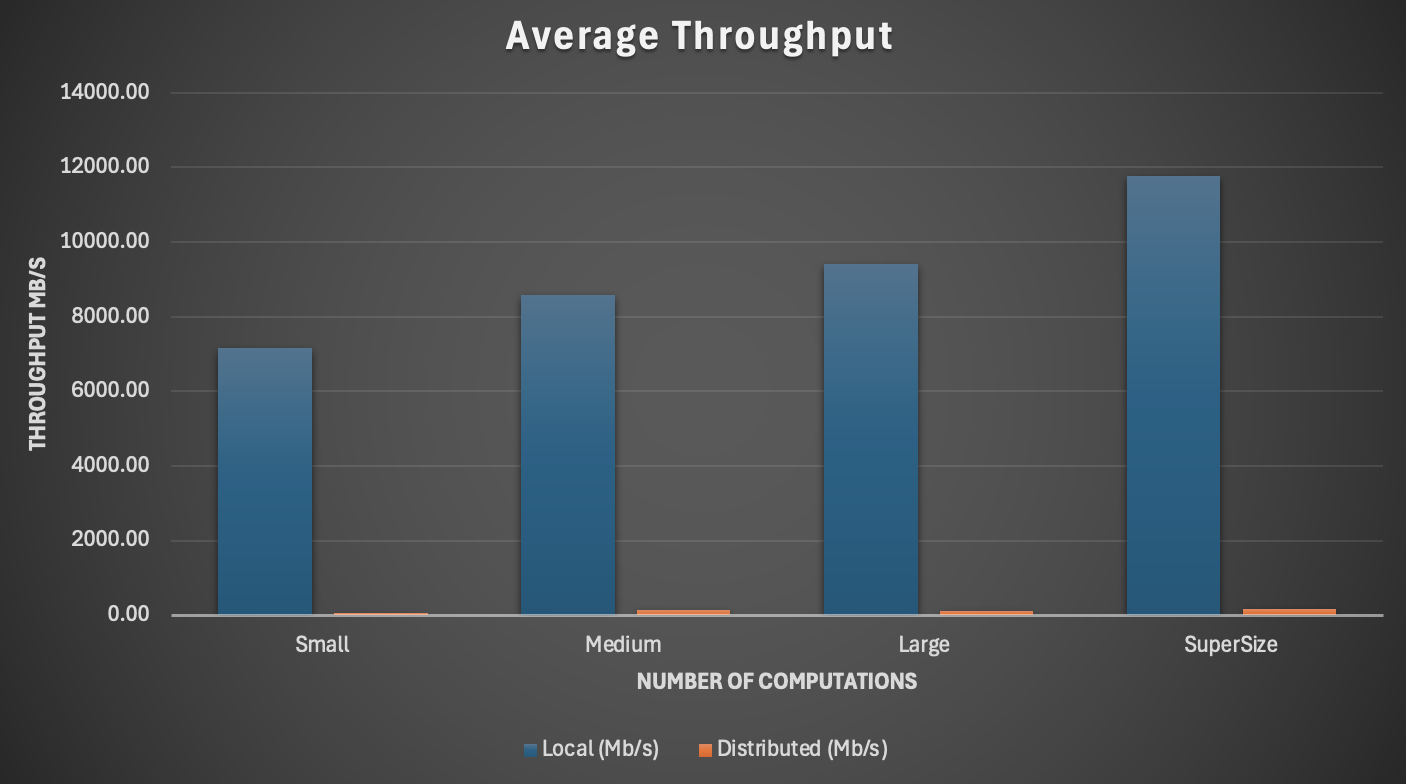 Average Throughput
14000.00
12000.00
10000.00
8000.00
6000.00
4000.00
2000.00
0.00
THROUGHPUT MB/S
Small Medium Large SuperSize
NUMBER OF COMPUTATIONS
Local (Mb/s) Distributed (Mb/s)